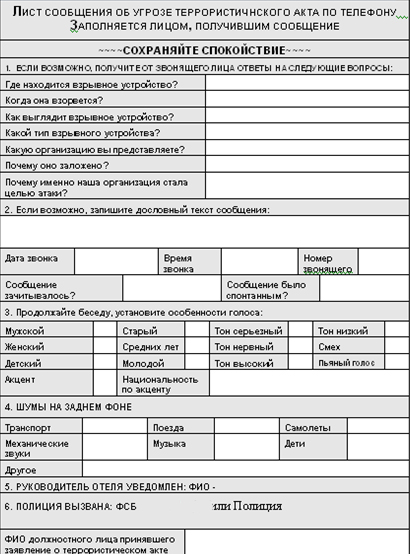 ЛИСТ СООБЩЕНИЯ ОБ УГРОЗЕ ТЕРРОРИСТИЧНСКОГО АКТА ПО ТЕЛЕФОНУ
ЗАПОЛНЯЕТСЯ ЛИЦОМ, ПОЛУЧИВШИМ СООБЩЕНИЕ
~~~~СОХРАНЯЙТЕ СПОКОЙСТВИЕ~~~~
1. ЕСЛИ ВОЗМОЖНО, ПОЛУЧИТЕ ОТ ЗВОНЯЩЕГО ЛИЦА ОТВЕТЫ НА СЛЕДУЮЩИЕ ВОПРОСЫ:
Где находится взрывное устройство?
Когда она взорвется?
Как выглядит взрывное устройство?
Какой тип взрывного устройства?
Какую организацию вы представляете?
Почему оно заложено?
Почему именно наша организация стала
целью атаки?
2. Если возможно, запишите дословный текст сообщения:
Дата звонка Время звонка Номер звонящего
Сообщение зачитывалось? Сообщение было спонтанным?
3. Продолжайте беседу, установите особенности голоса:
Мужской Старый Тон серьезный Тон низкий
Женский Средних лет Тон нервный Смех
Детский Молодой Тон высокий Пьяный голос
Акцент Национальность по акценту
4. ШУМЫ НА ЗАДНЕМ ФОНЕ
Транспорт Поезда Самолеты
Механические звуки Музыка Дети
Другое
5. РУКОВОДИТЕЛЬ ОТЕЛЯ УВЕДОМЛЕН: ФИО -
6. ПОЛИЦИЯ ВЫЗВАНА: ФСБ или Полиция
ФИО должностного лица принявшего
заявление о террористическом акте